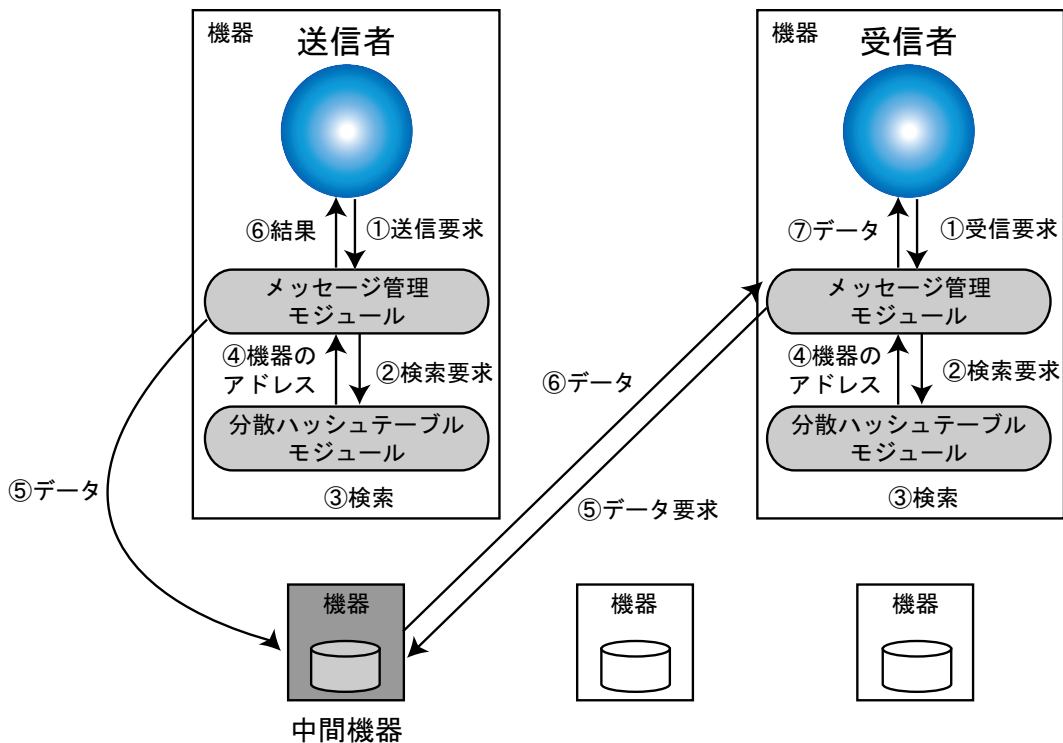 機器
送信者
⑥結果
①送信要求
メッセージ管理
モジュール
④機器の
アドレス
②検索要求
分散ハッシュテーブル
モジュール
③検索
⑤データ
機器
受信者
⑦データ
①受信要求
メッセージ管理
モジュール
④機器の
アドレス
②検索要求
分散ハッシュテーブル
モジュール
③検索
⑥データ
⑤データ要求
機器
中間機器
機器
機器